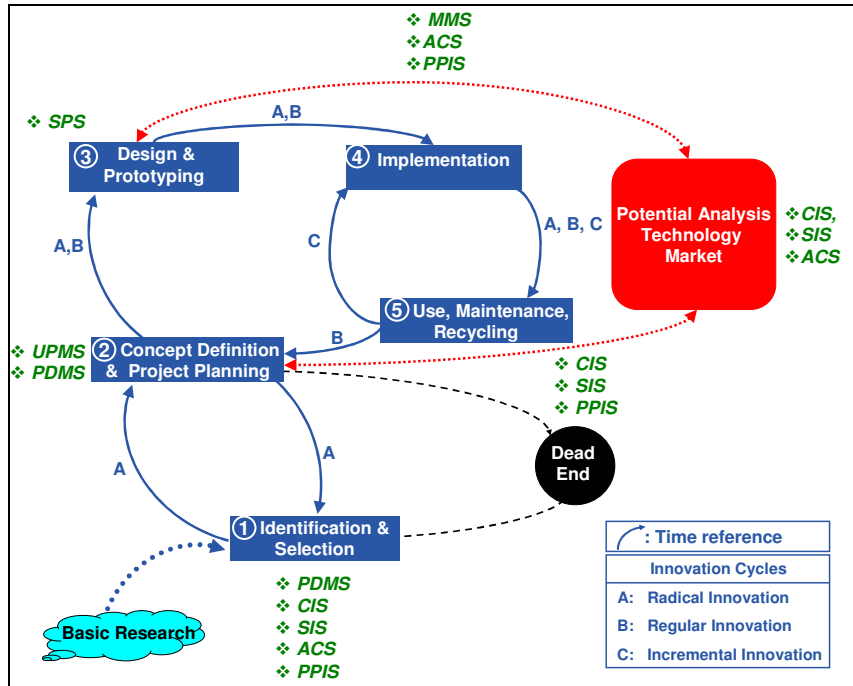 ❖ MMS
❖ ACS
❖ PPIS
❖ SPS
A,B
③ Design &
Prototyping
④ Implementation
Potential Analysis
Technology
Market
❖ CIS,
❖ SIS
❖ ACS
A,B
C
A, B, C
⑤ Use, Maintenance,
Recycling
B
❖ UPMS
❖ PDMS
② Concept Definition
& Project Planning
❖ CIS
❖ SIS
❖ PPIS
A
A
Dead
End
① Identification &
Selection
Basic Research
❖ PDMS
❖ CIS
❖ SIS
❖ ACS
❖ PPIS
: Time reference
Innovation Cycles
A: Radical Innovation
B: Regular Innovation
C: Incremental Innovation